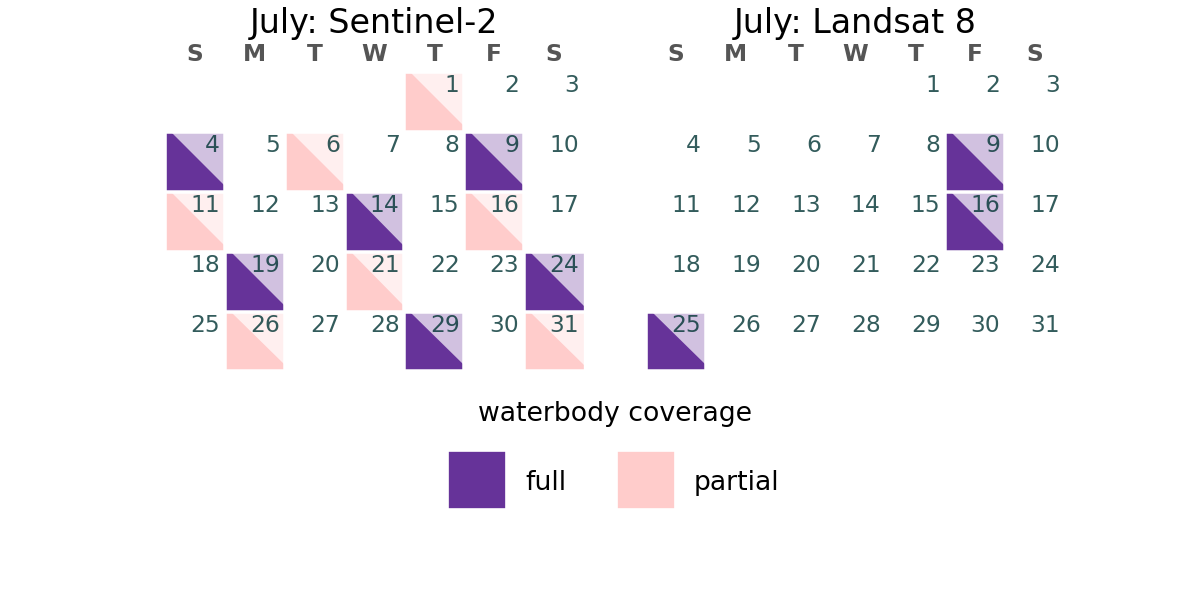 July: Sentinel-2
S M T W T F S
1 2 3
4 5 6 7 8 9 10
11 12 13 14 15 16 17
18 19 20 21 22 23 24
25 26 27 28 29 30 31
July: Landsat 8
S M T W T F S
1 2 3
4 5 6 7 8 9 10
11 12 13 14 15 16 17
18 19 20 21 22 23 24
25 26 27 28 29 30 31
waterbody coverage
full
partial